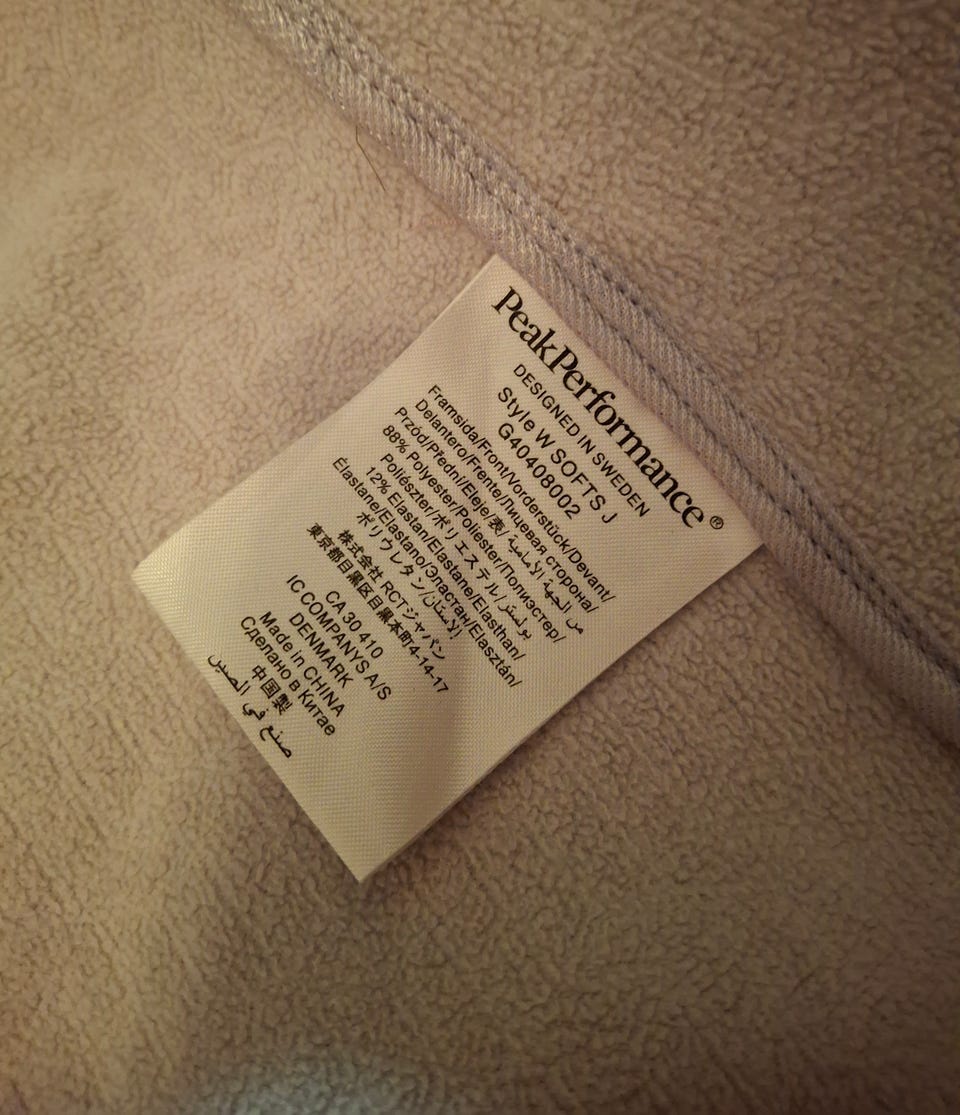 PeakPerformance®
DESIGNED IN SWEDEN
Style W SOFTS J
G40408002
Framsida/Front/Vorderstück/Devant/
Delantero/Frente/Лицевая сторона/
Przód/Přední/Eleje/表/من الجهة الأمامية
88% Polyester/Poliester/Полиэстер/
Poliészter/ポリエステル/بوليستر/
12% Elastan/Elastane/Elasthan/Elasztán/
Élastane/Elastano/Эластан/الاستان/
ポリウレタン/
株式会社 RCTジャパン
東京都目黒区目黒本町4-14-17
CA 30 410
IC COMPANYS A/S
DENMARK
Made in CHINA
Сделано в Китае
中国製
صنع في الصين